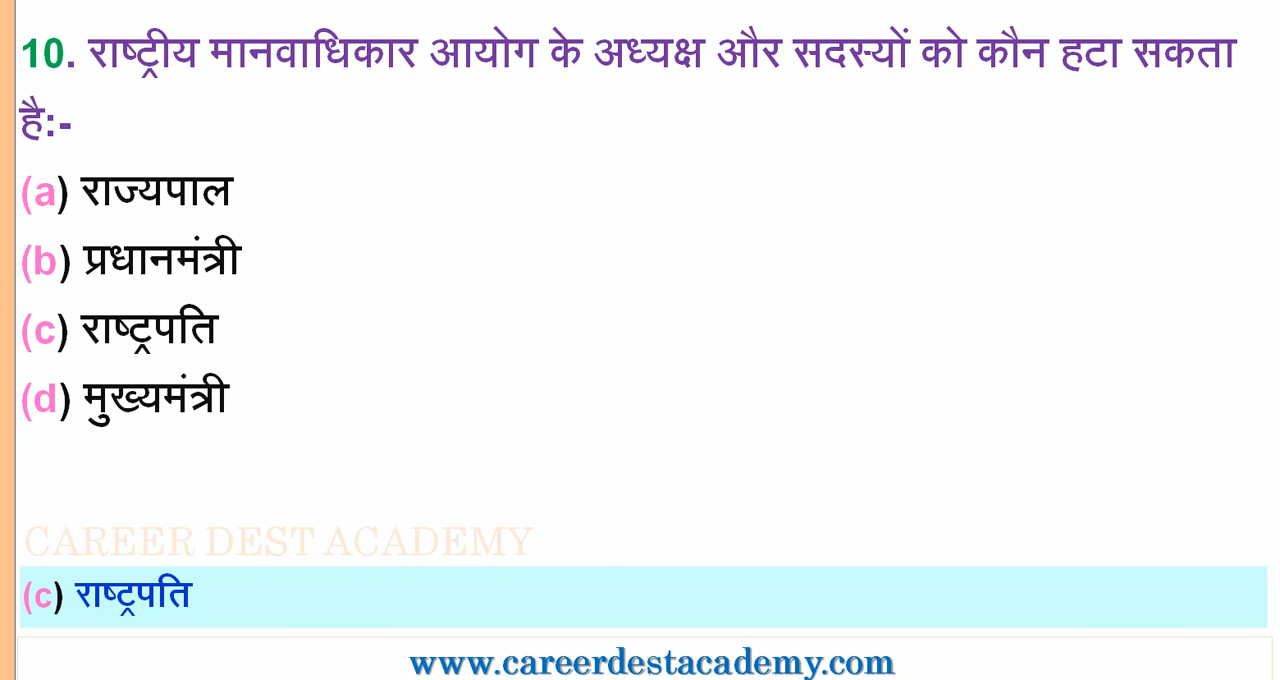 10. राष्ट्रीय मानवाधिकार आयोग के अध्यक्ष और सदस्यों को कौन हटा सकता
है:-
(a) राज्यपाल
(b) प्रधानमंत्री
(c) राष्ट्रपति
(d) मुख्यमंत्री
CAREER DEST ACADEMY
(c) राष्ट्रपति
www.careerdestacademy.com